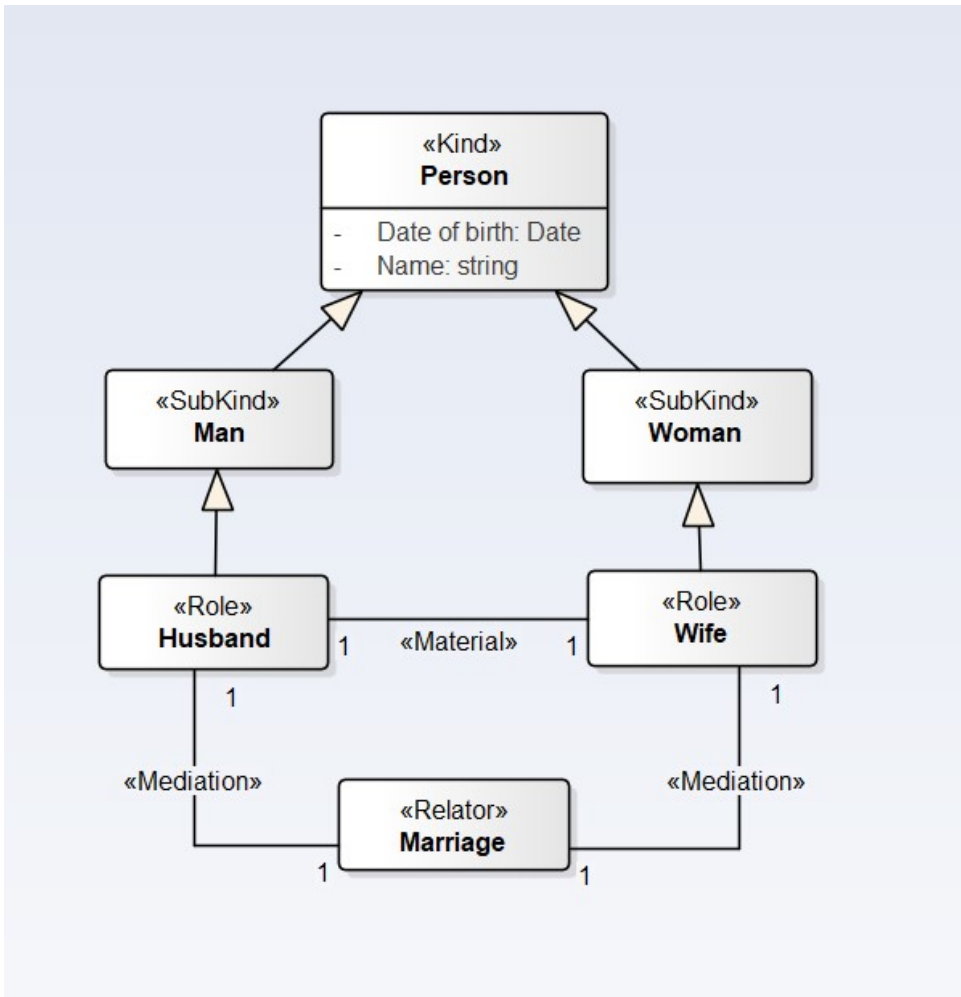 «Kind»
Person
- Date of birth: Date
- Name: string
«SubKind»
Man
«SubKind»
Woman
«Role»
Husband
«Role»
Wife
1
«Material»
1
1
1
«Mediation»
«Mediation»
«Relator»
Marriage
1
1